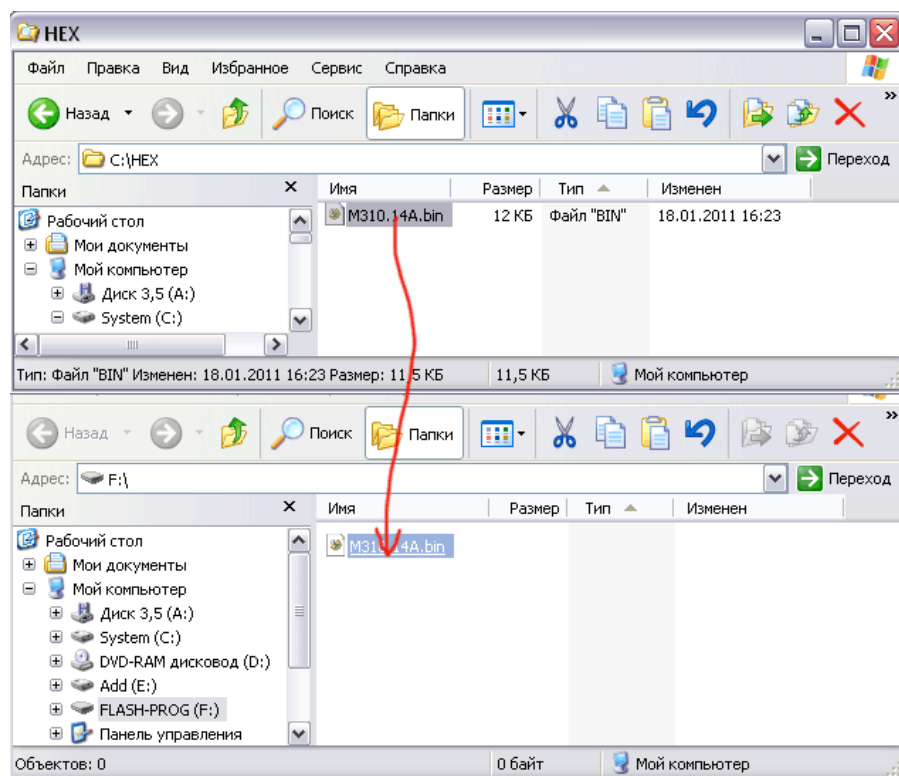 HEX
Файл Правка Вид Избранное Сервис Справка
Назад Поиск Папки »
Адрес: C:\HEX Переход
Папки × Имя Размер Тип Изменен
Рабочий стол M310.14A.bin 12 КБ Файл "BIN" 18.01.2011 16:23
Мои документы
Мой компьютер
Диск 3,5 (A:)
System (C:)
Тип: Файл "BIN" Изменен: 18.01.2011 16:23 Размер: 11,5 КБ 11,5 КБ Мой компьютер
Назад Поиск Папки »
Адрес: F:\ Переход
Папки × Имя Размер Тип Изменен
Рабочий стол M310.14A.bin
Мои документы
Мой компьютер
Диск 3,5 (A:)
System (C:)
DVD-RAM дисковод (D:)
Add (E:)
FLASH-PROG (F:)
Панель управления
Объектов: 0 0 байт Мой компьютер